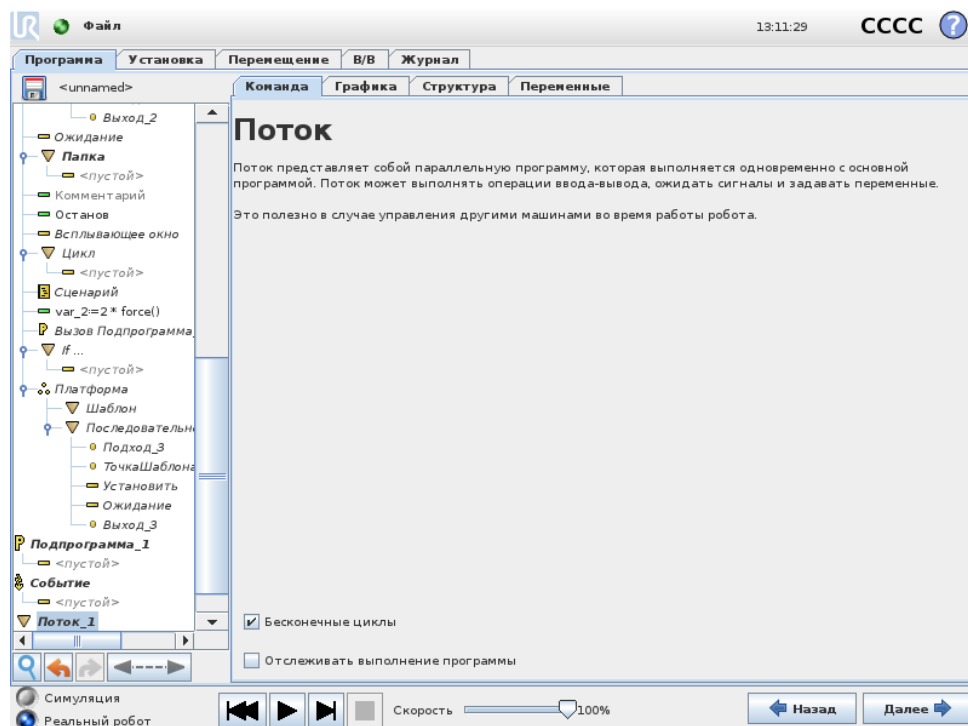 UR Файл 13:11:29 CCCC ?
Программа Установка Перемещение В/В Журнал
<unnamed>
Команда Графика Структура Переменные
Выход_2
Ожидание
Папка
<пустой>
Комментарий
Останов
Всплывающее окно
Цикл
<пустой>
Сценарий
var_2:=2 * force()
Вызов Подпрограмма_
If ...
<пустой>
Платформа
Шаблон
Последовательн
Подход_3
ТочкаШаблона
Установить
Ожидание
Выход_3
Подпрограмма_1
<пустой>
Событие
<пустой>
Поток_1
Поток
Поток представляет собой параллельную программу, которая выполняется одновременно с основной
программой. Поток может выполнять операции ввода-вывода, ожидать сигналы и задавать переменные.
Это полезно в случае управления другими машинами во время работы робота.
Бесконечные циклы
Отслеживать выполнение программы
Симуляция
Реальный робот
Скорость 100%
Назад Далее